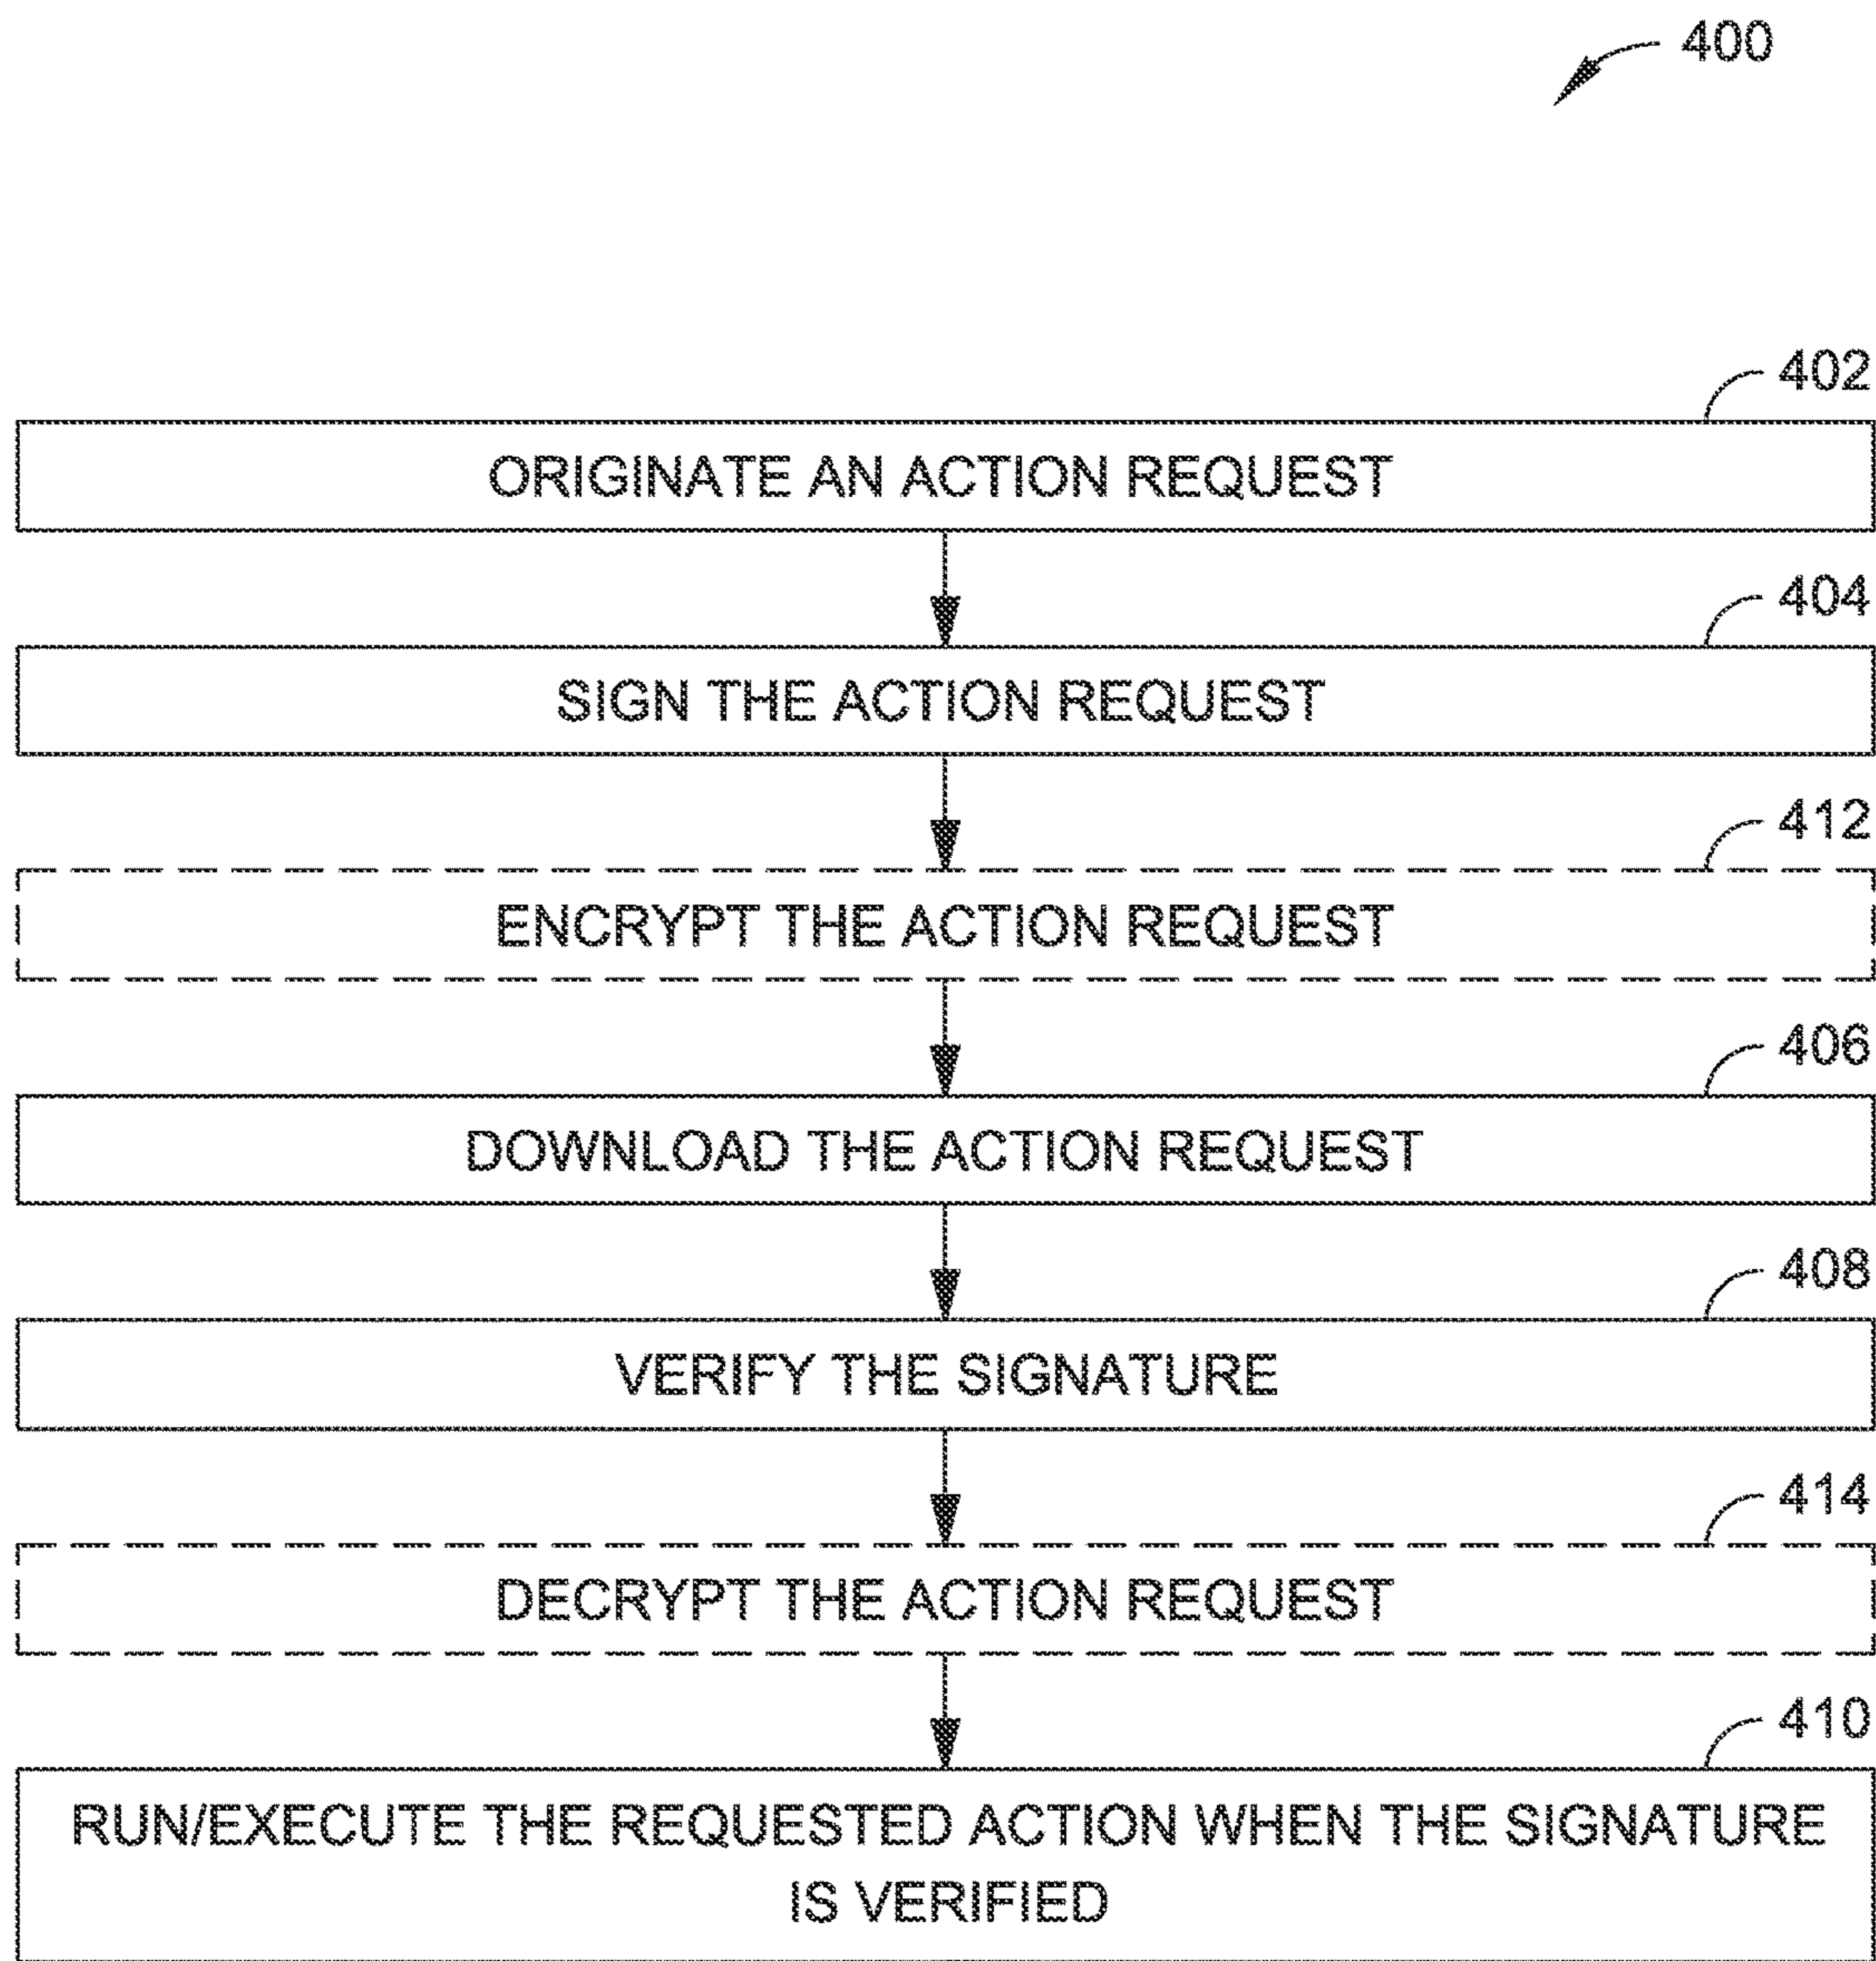 400
402
ORIGINATE AN ACTION REQUEST
404
SIGN THE ACTION REQUEST
412
ENCRYPT THE ACTION REQUEST
406
DOWNLOAD THE ACTION REQUEST
408
VERIFY THE SIGNATURE
414
DECRYPT THE ACTION REQUEST
410
RUN/EXECUTE THE REQUESTED ACTION WHEN THE SIGNATURE
IS VERIFIED